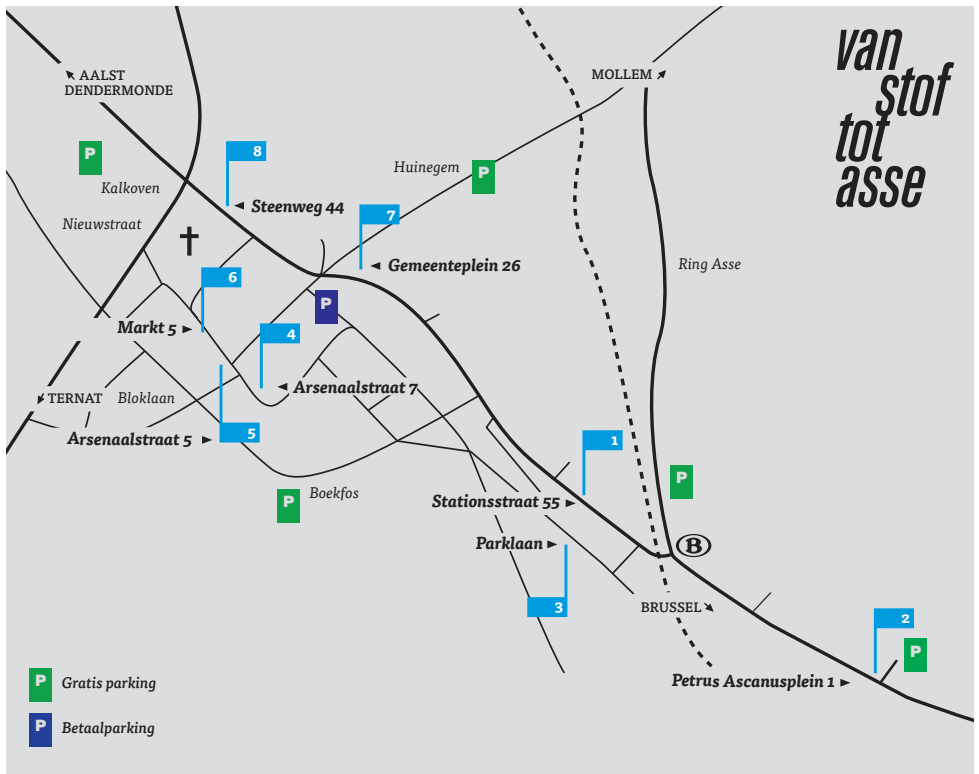 van
stof
tot
asse
AALST
DENDERMONDE
MOLLEM
P
Kalkoven
8
Huinegem
P
Steenweg 44
Nieuwstraat
7
Gemeenteplein 26
Ring Asse
6
P
Markt 5
4
TERNAT
Bloklaan
Arsenaalstraat 7
Arsenaalstraat 5
5
1
P
Boekfos
P
Stationsstraat 55
Parklaan
B
3
BRUSSEL
2
P
Petrus Ascanusplein 1
P Gratis parking
P Betaalparking